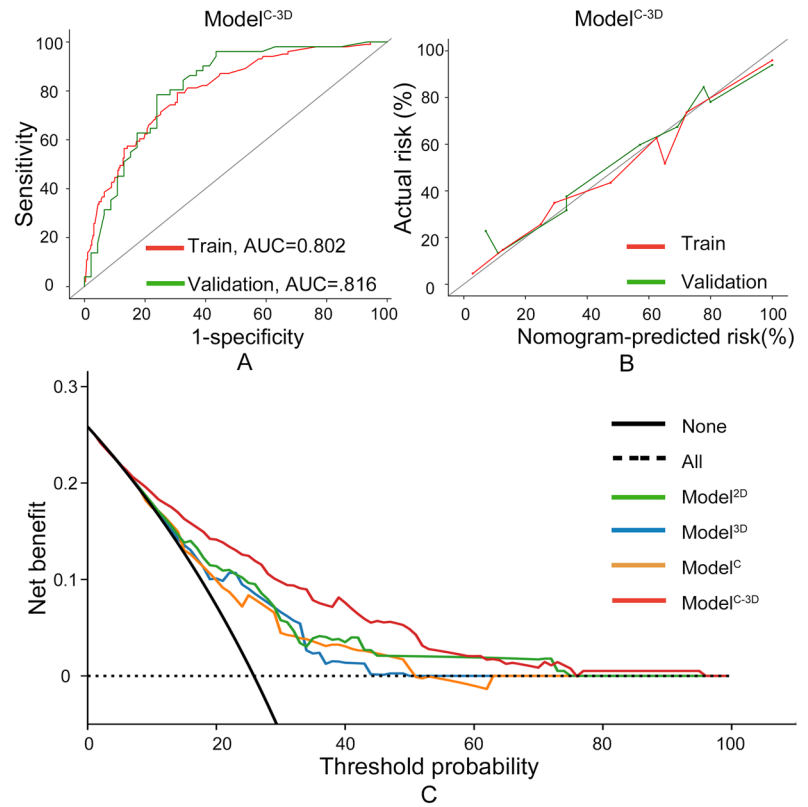 Model^C-3D
100
80
60
40
20
0
Sensitivity
Train, AUC=0.802
Validation, AUC=.816
0 20 40 60 80 100
1-specificity
A
Model^C-3D
100
80
60
40
20
0
Actual risk (%)
Train
Validation
0 20 40 60 80 100
Nomogram-predicted risk(%)
B
0.3
0.2
0.1
0
Net benefit
None
All
Model^2D
Model^3D
Model^C
Model^C-3D
0 20 40 60 80 100
Threshold probability
C